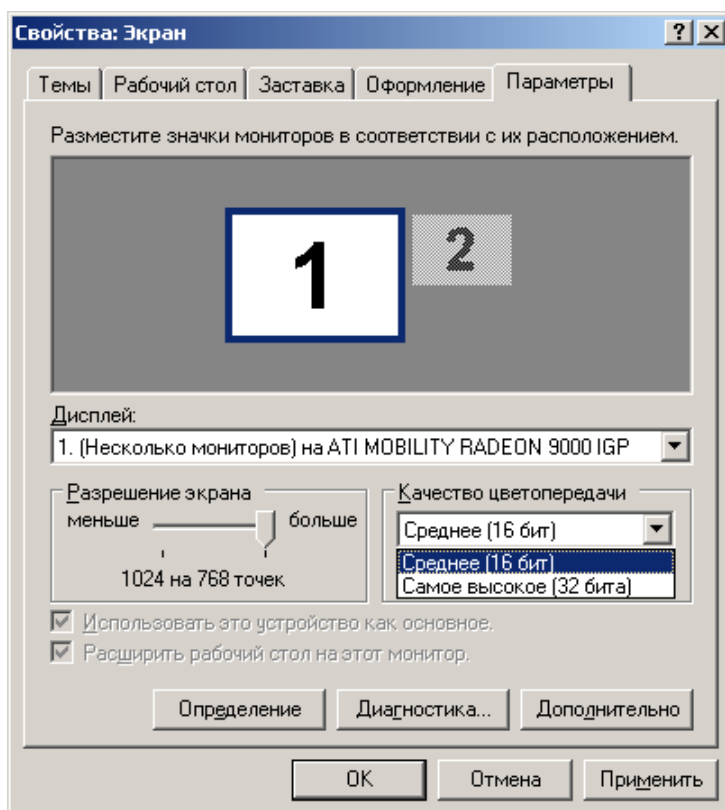 Свойства: Экран
Темы Рабочий стол Заставка Оформление Параметры
Разместите значки мониторов в соответствии с их расположением.
1 2
Дисплей:
1. (Несколько мониторов) на ATI MOBILITY RADEON 9000 IGP
Разрешение экрана
меньше больше
1024 на 768 точек
Качество цветопередачи
Среднее (16 бит)
Среднее (16 бит)
Самое высокое (32 бита)
Использовать это устройство как основное.
Расширить рабочий стол на этот монитор.
Определение Диагностика... Дополнительно
OK Отмена Применить